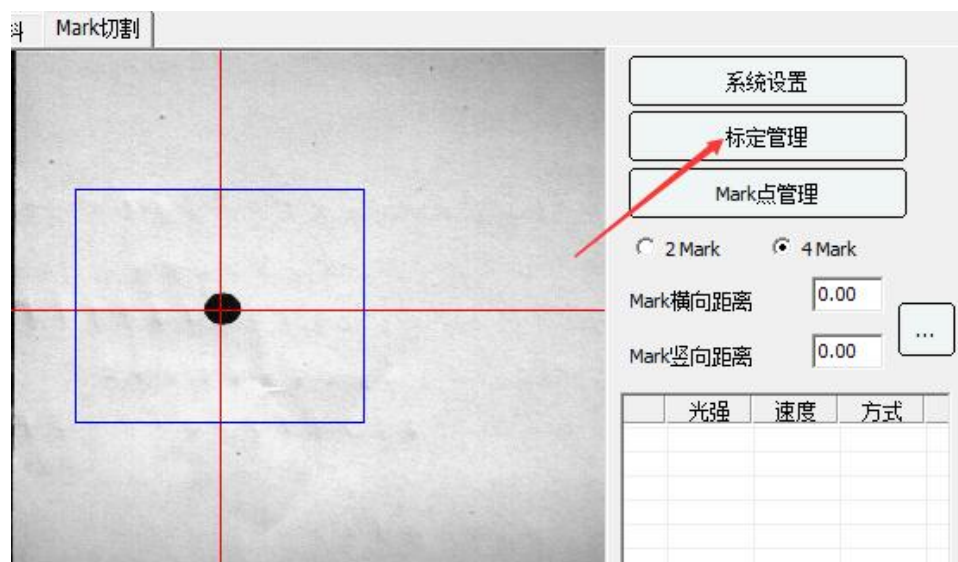 料 Mark切割
系统设置
标定管理
Mark点管理
2 Mark 4 Mark
Mark横向距离 0.00
...
Mark竖向距离 0.00
光强 速度 方式